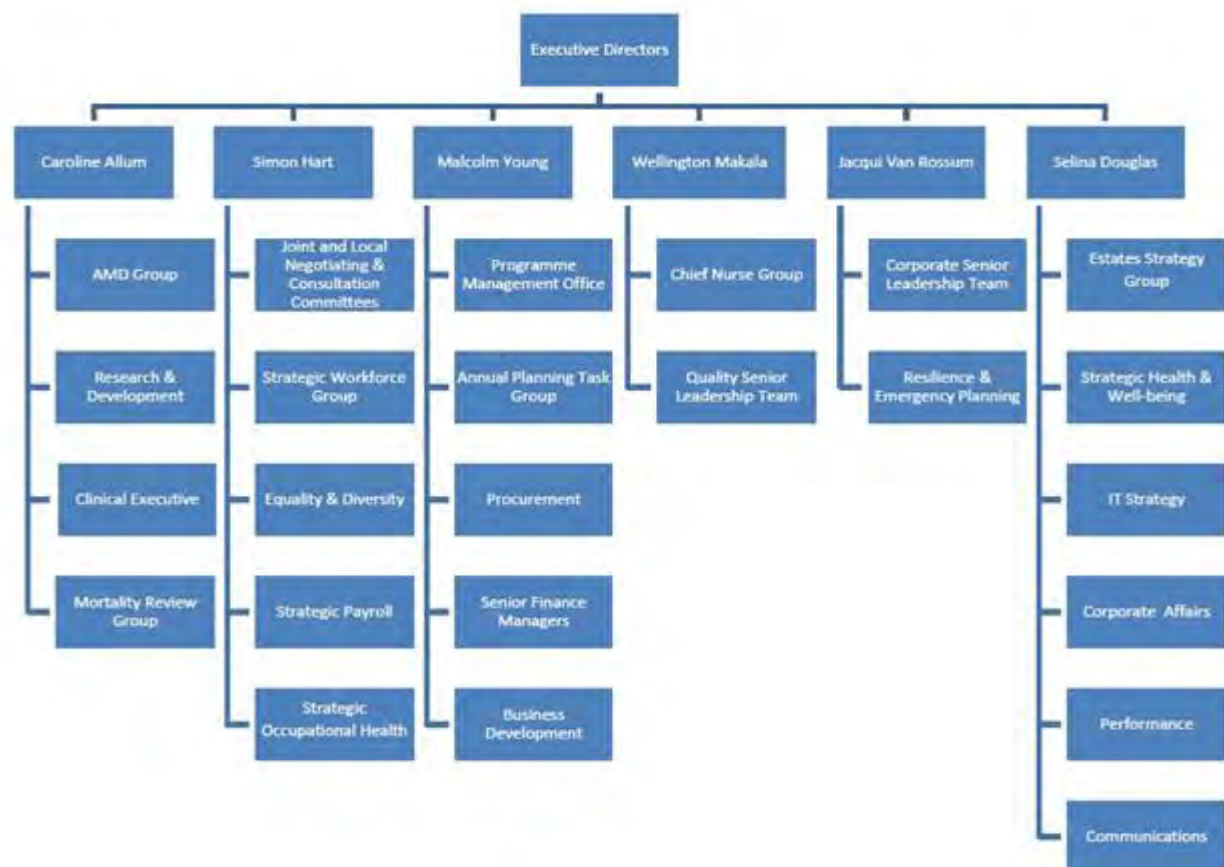 Executive Directors
Caroline Allum
Simon Hart
Malcolm Young
Wellington Makala
Jacqui Van Rossum
Selina Douglas
AMD Group
Research &
Development
Clinical Executive
Mortality Review
Group
Joint and Local
Negotiating &
Consultation
Committees
Strategic Workforce
Group
Equality & Diversity
Strategic Payroll
Strategic
Occupational Health
Programme
Management Office
Annual Planning Task
Group
Procurement
Senior Finance
Managers
Business
Development
Chief Nurse Group
Quality Senior
Leadership Team
Corporate Senior
Leadership Team
Resilience &
Emergency Planning
Estates Strategy
Group
Strategic Health &
Well-being
IT Strategy
Corporate Affairs
Performance
Communications